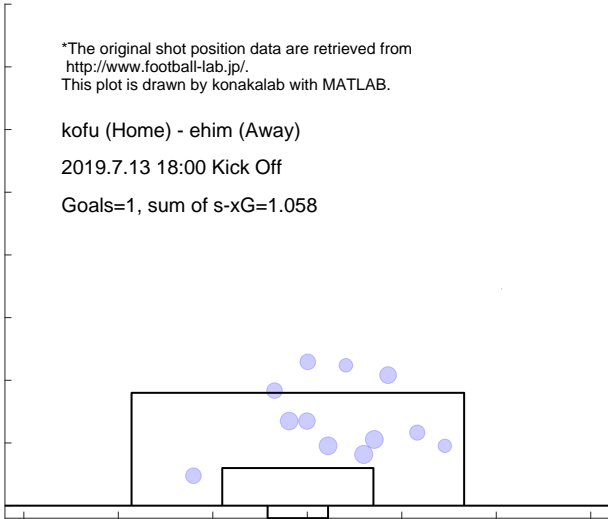 *The original shot position data are retrieved from
http://www.football-lab.jp/.
This plot is drawn by konakalab with MATLAB.
kofu (Home) - ehim (Away)
2019.7.13 18:00 Kick Off
Goals=1, sum of s-xG=1.058